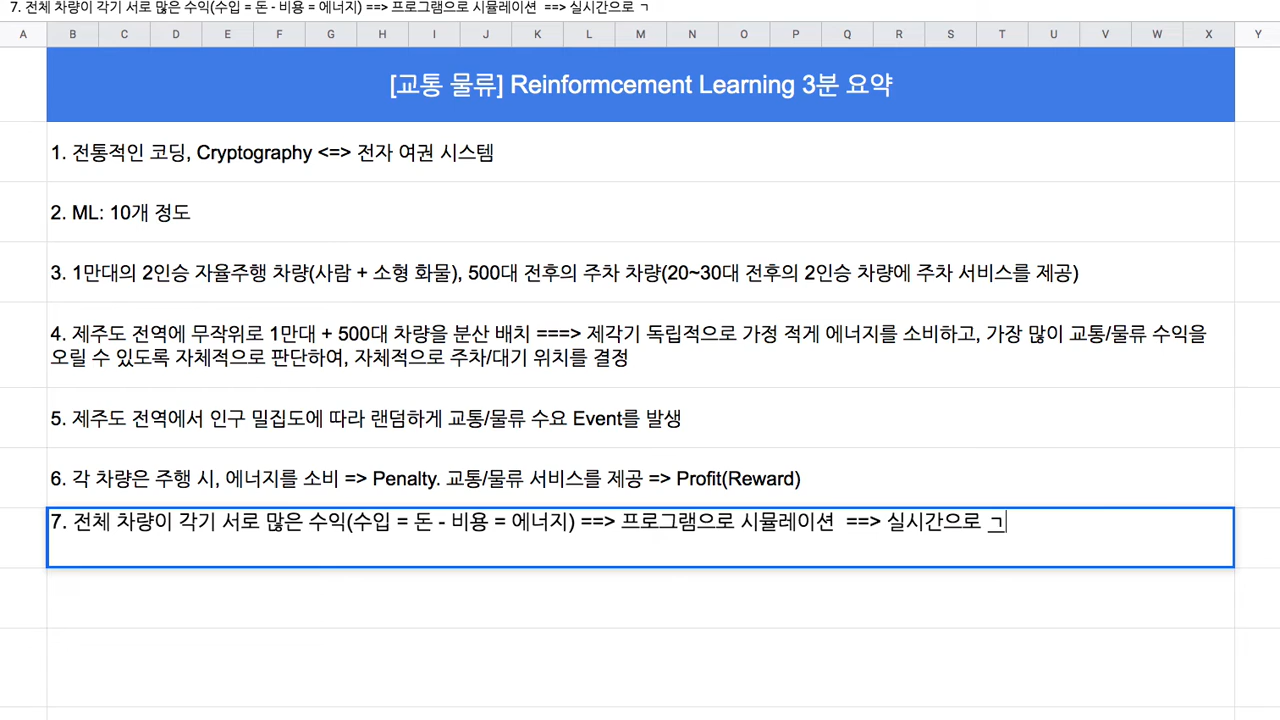 7. 전체 차량이 각기 서로 많은 수익(수입 = 돈 - 비용 = 에너지) ==> 프로그램으로 시뮬레이션  ==> 실시간으로 ㄱ
A B C D E F G H I J K L M N O P Q R S T U V W X Y
[교통 물류] Reinformcement Learning 3분 요약
1. 전통적인 코딩, Cryptography <=> 전자 여권 시스템
2. ML: 10개 정도
3. 1만대의 2인승 자율주행 차량(사람 + 소형 화물), 500대 전후의 주차 차량(20~30대 전후의 2인승 차량에 주차 서비스를 제공)
4. 제주도 전역에 무작위로 1만대 + 500대 차량을 분산 배치 ===> 제각기 독립적으로 가정 적게 에너지를 소비하고, 가장 많이 교통/물류 수익을
오릴 수 있도록 자체적으로 판단하여, 자체적으로 주차/대기 위치를 결정
5. 제주도 전역에서 인구 밀집도에 따라 랜덤하게 교통/물류 수요 Event를 발생
6. 각 차량은 주행 시, 에너지를 소비 => Penalty. 교통/물류 서비스를 제공 => Profit(Reward)
7. 전체 차량이 각기 서로 많은 수익(수입 = 돈 - 비용 = 에너지) ==> 프로그램으로 시뮬레이션  ==> 실시간으로 ㄱ